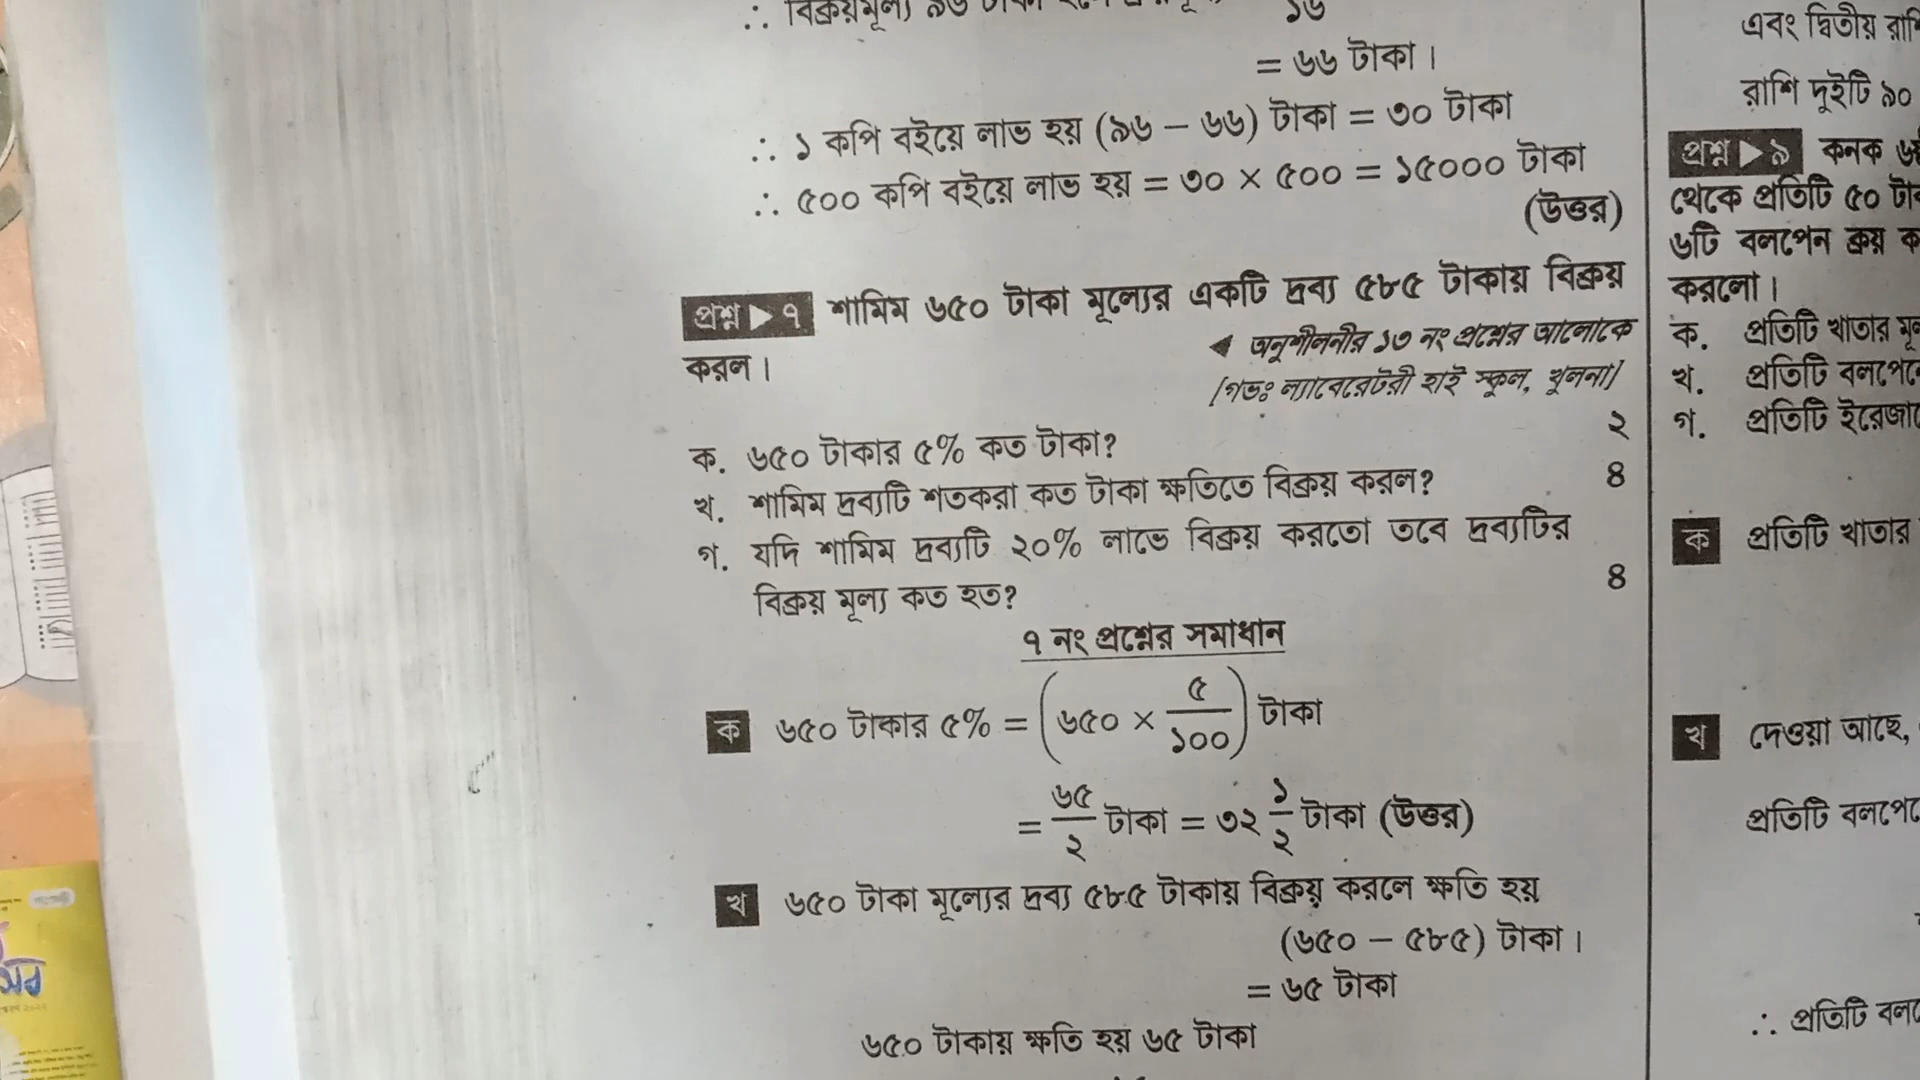 = ৬৬ টাকা।
∴ ১ কপি বইয়ে লাভ হয় (৯৬ – ৬৬) টাকা = ৩০ টাকা
∴ ৫০০ কপি বইয়ে লাভ হয় = ৩০ × ৫০০ = ১৫০০০ টাকা
(উত্তর)
প্রশ্ন ▶ ৭ শামিম ৬৫০ টাকা মূল্যের একটি দ্রব্য ৫৮৫ টাকায় বিক্রয়
করল।
◀ অনুশীলনীর ১৩ নং প্রশ্নের আলোকে
[গভঃ ল্যাবেরেটরী হাই স্কুল, খুলনা]
ক. ৬৫০ টাকার ৫% কত টাকা? ২
খ. শামিম দ্রব্যটি শতকরা কত টাকা ক্ষতিতে বিক্রয় করল? ৪
গ. যদি শামিম দ্রব্যটি ২০% লাভে বিক্রয় করতো তবে দ্রব্যটির
বিক্রয় মূল্য কত হত? ৪
৭ নং প্রশ্নের সমাধান
ক ৬৫০ টাকার ৫% = (৬৫০ × ৫/১০০) টাকা
= ৬৫/২ টাকা = ৩২ ১/২ টাকা (উত্তর)
খ ৬৫০ টাকা মূল্যের দ্রব্য ৫৮৫ টাকায় বিক্রয় করলে ক্ষতি হয়
(৬৫০ – ৫৮৫) টাকা।
= ৬৫ টাকা
৬৫০ টাকায় ক্ষতি হয় ৬৫ টাকা
এবং দ্বিতীয়
রাশি দুইটি ৯০
প্রশ্ন ▶ ৯ কনক
থেকে প্রতিটি ৫০
৬টি বলপেন ক্রয়
করলো।
ক. প্রতিটি খাতার
খ. প্রতিটি
গ. প্রতিটি
ক প্রতিটি খাতার
খ দেওয়া আছে,
প্রতিটি
∴ প্রতিটি